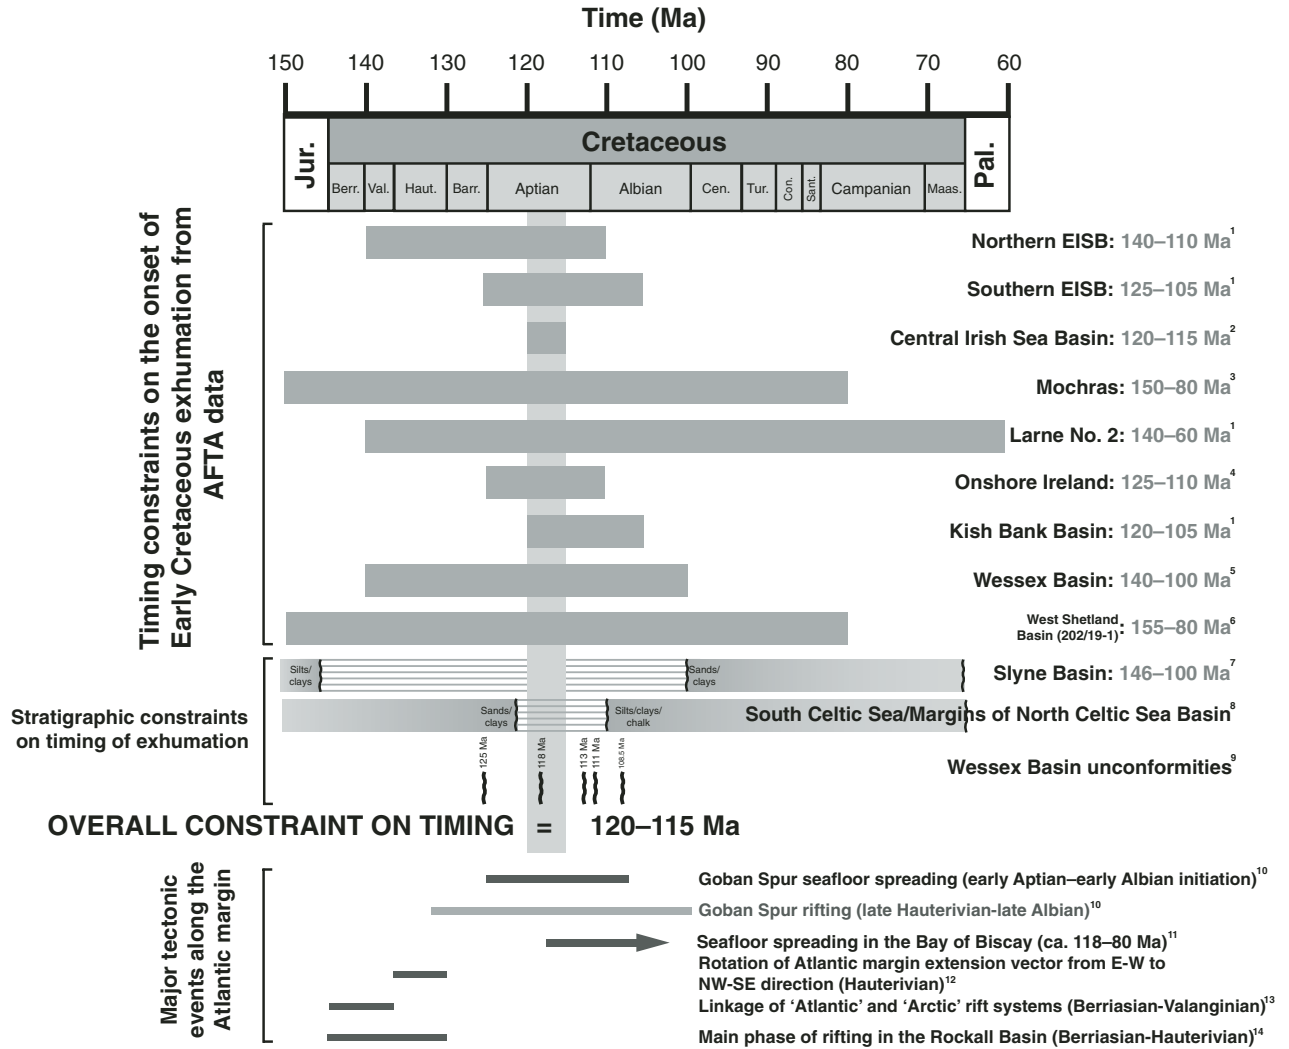 Time (Ma)
150 140 130 120 110 100 90 80 70 60
Jur.
Cretaceous
Pal.
Berr. Val. Haut. Barr. Aptian Albian Cen. Tur. Con. Sant. Campanian Maas.
Timing constraints on the onset of
Early Cretaceous exhumation from
AFTA data
Northern EISB: 140–110 Ma¹
Southern EISB: 125–105 Ma¹
Central Irish Sea Basin: 120–115 Ma²
Mochras: 150–80 Ma³
Larne No. 2: 140–60 Ma¹
Onshore Ireland: 125–110 Ma⁴
Kish Bank Basin: 120–105 Ma¹
Wessex Basin: 140–100 Ma⁵
West Shetland
Basin (202/19-1): 155–80 Ma⁶
Stratigraphic constraints
on timing of exhumation
Silts/
clays
Sands/
clays
Slyne Basin: 146–100 Ma⁷
Sands/
clays
Silts/clays/
chalk
South Celtic Sea/Margins of North Celtic Sea Basin⁸
125 Ma
118 Ma
113 Ma
111 Ma
108.5 Ma
Wessex Basin unconformities⁹
OVERALL CONSTRAINT ON TIMING = 120–115 Ma
Major tectonic
events along the
Atlantic margin
Goban Spur seafloor spreading (early Aptian–early Albian initiation)¹⁰
Goban Spur rifting (late Hauterivian-late Albian)¹⁰
Seafloor spreading in the Bay of Biscay (ca. 118–80 Ma)¹¹
Rotation of Atlantic margin extension vector from E-W to
NW-SE direction (Hauterivian)¹²
Linkage of ‘Atlantic’ and ‘Arctic’ rift systems (Berriasian-Valanginian)¹³
Main phase of rifting in the Rockall Basin (Berriasian-Hauterivian)¹⁴